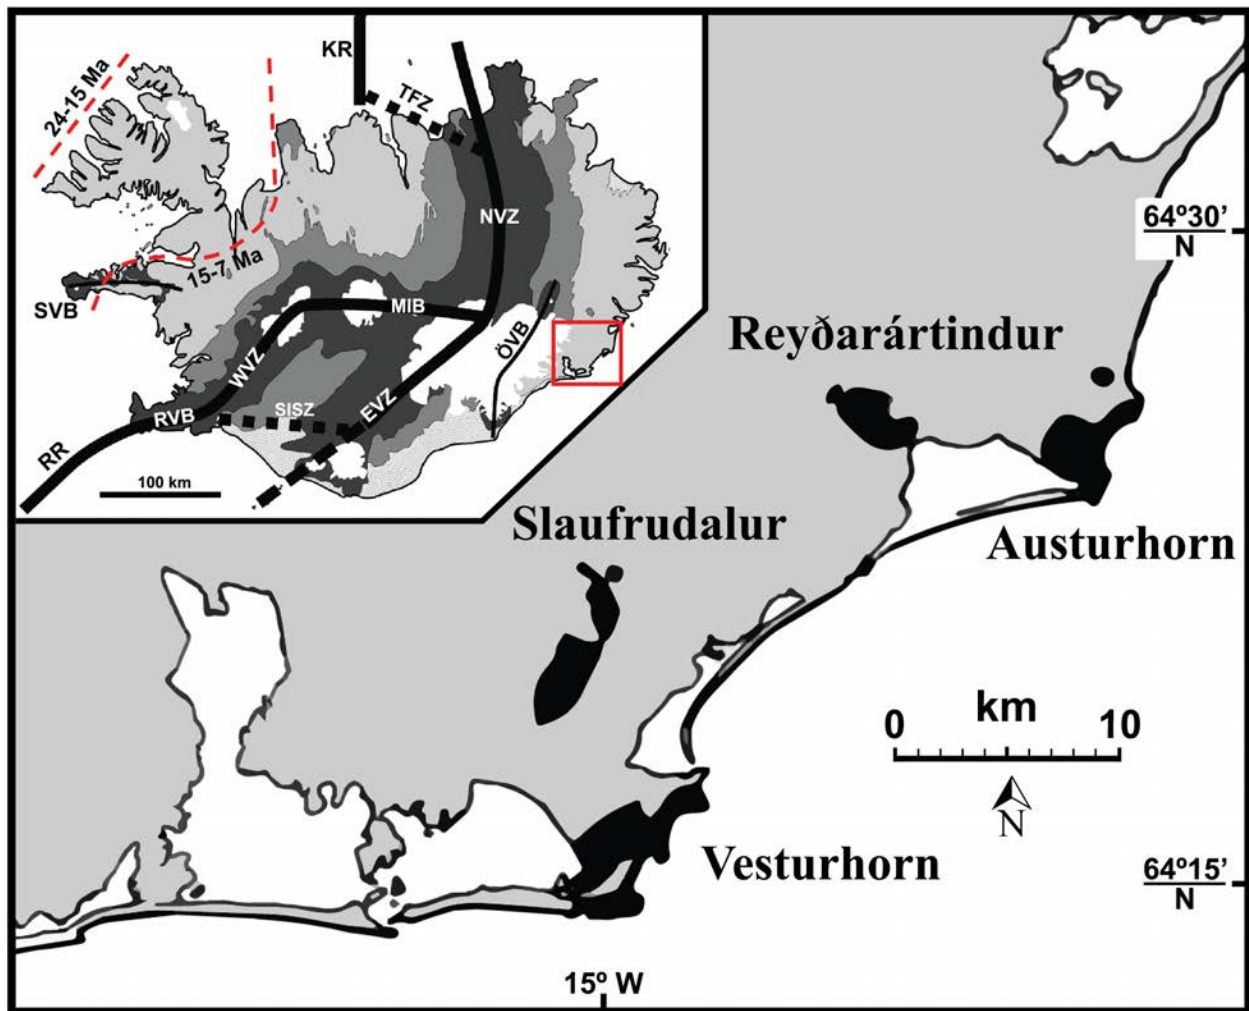 KR
24-15 Ma
TFZ
NVZ
15-7 Ma
SVB
MIB
ÖVB
WVZ
EVZ
RVB
SISZ
RR
100 km
64º30’
N
Reyðarártindur
Slaufrudalur
Austurhorn
km
0 10
N
Vesturhorn
64º15’
N
15º W